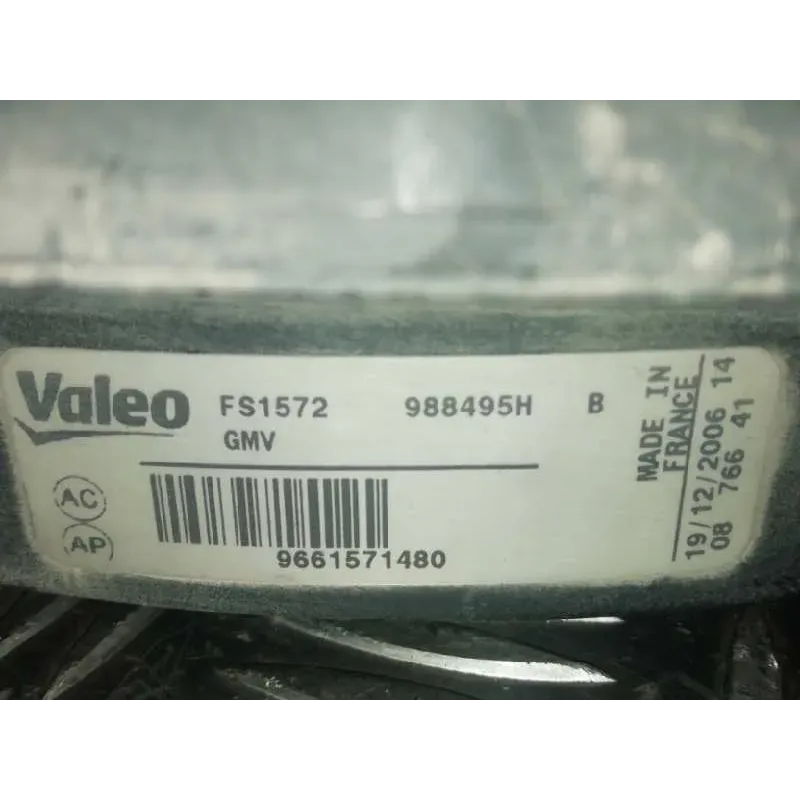 Valeo FS1572 988495H B
GMV
AC
AP
9661571480
MADE IN
FRANCE
19/12/2006 14
08 766 41